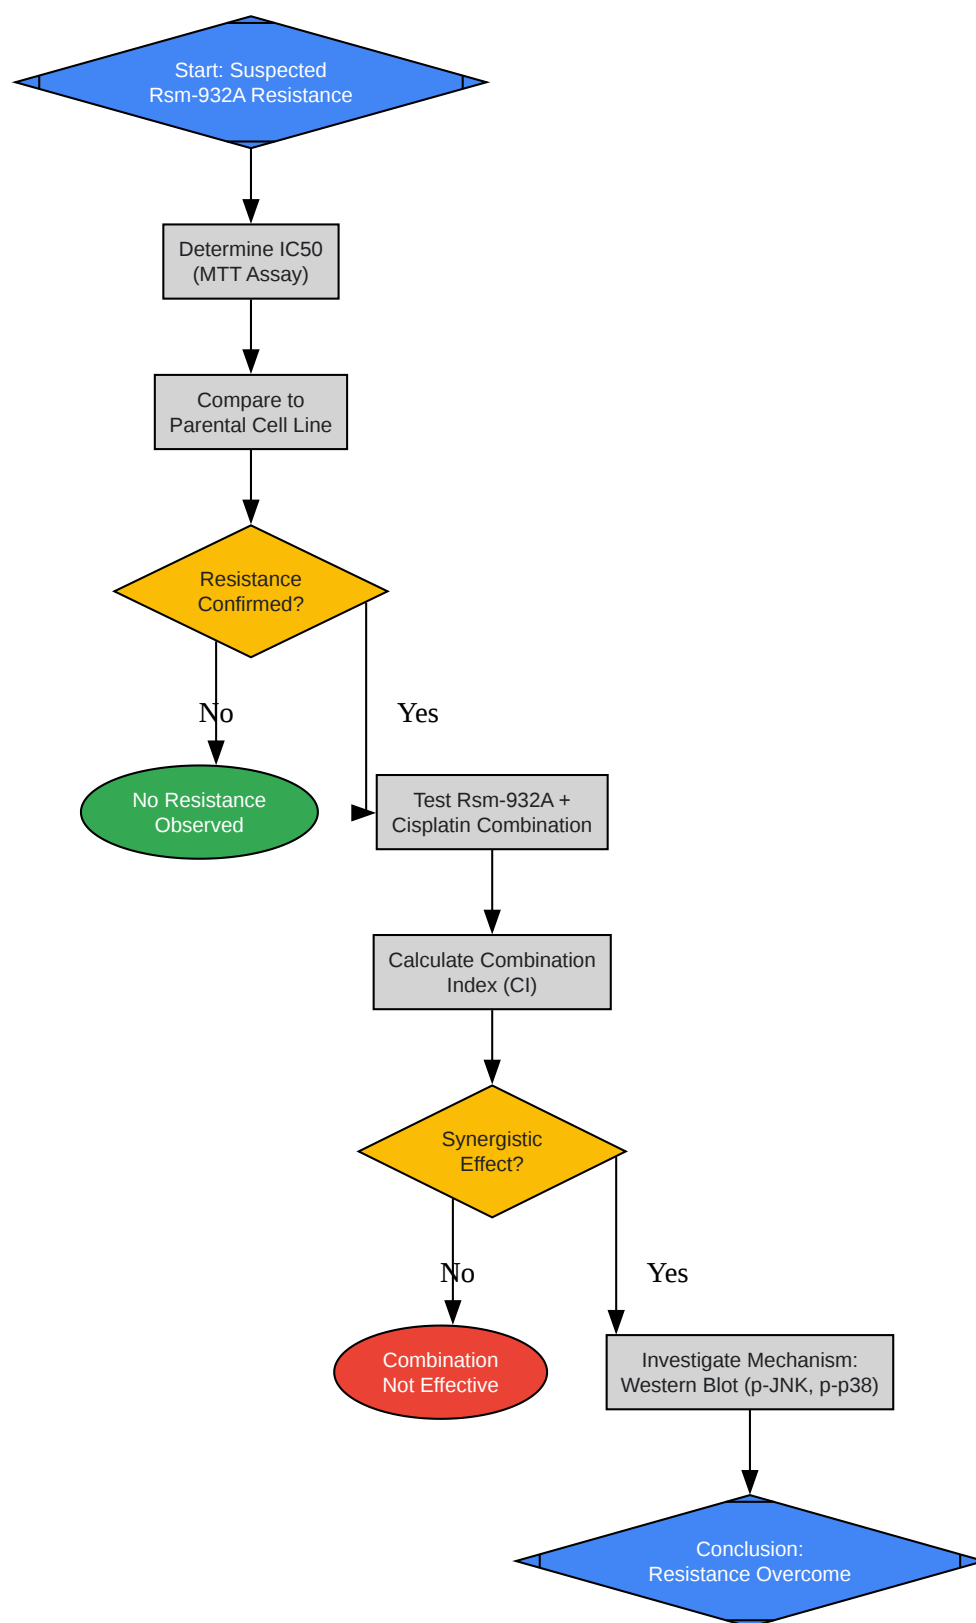 Start: Suspected
Rsm-932A Resistance
Determine IC50
(MTT Assay)
Compare to
Parental Cell Line
Resistance
Confirmed?
No
Yes
No Resistance
Observed
Test Rsm-932A +
Cisplatin Combination
Calculate Combination
Index (CI)
Synergistic
Effect?
No
Yes
Combination
Not Effective
Investigate Mechanism:
Western Blot (p-JNK, p-p38)
Conclusion:
Resistance Overcome